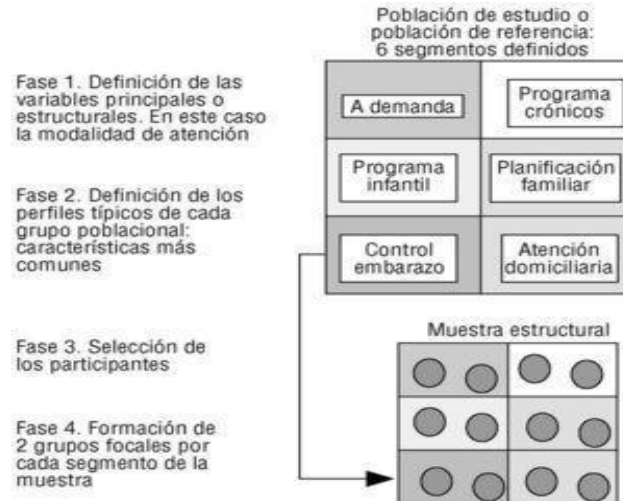 Población de estudio o
población de referencia:
6 segmentos definidos
Fase 1. Definición de las
variables principales o
estructurales. En este caso
la modalidad de atención
A demanda
Programa
crónicos
Programa
infantil
Planificación
familiar
Fase 2. Definición de los
perfiles típicos de cada
grupo poblacional:
características más
comunes
Control
embarazo
Atención
domiciliaria
Muestra estructural
Fase 3. Selección de
los participantes
Fase 4. Formación de
2 grupos focales por
cada segmento de la
muestra